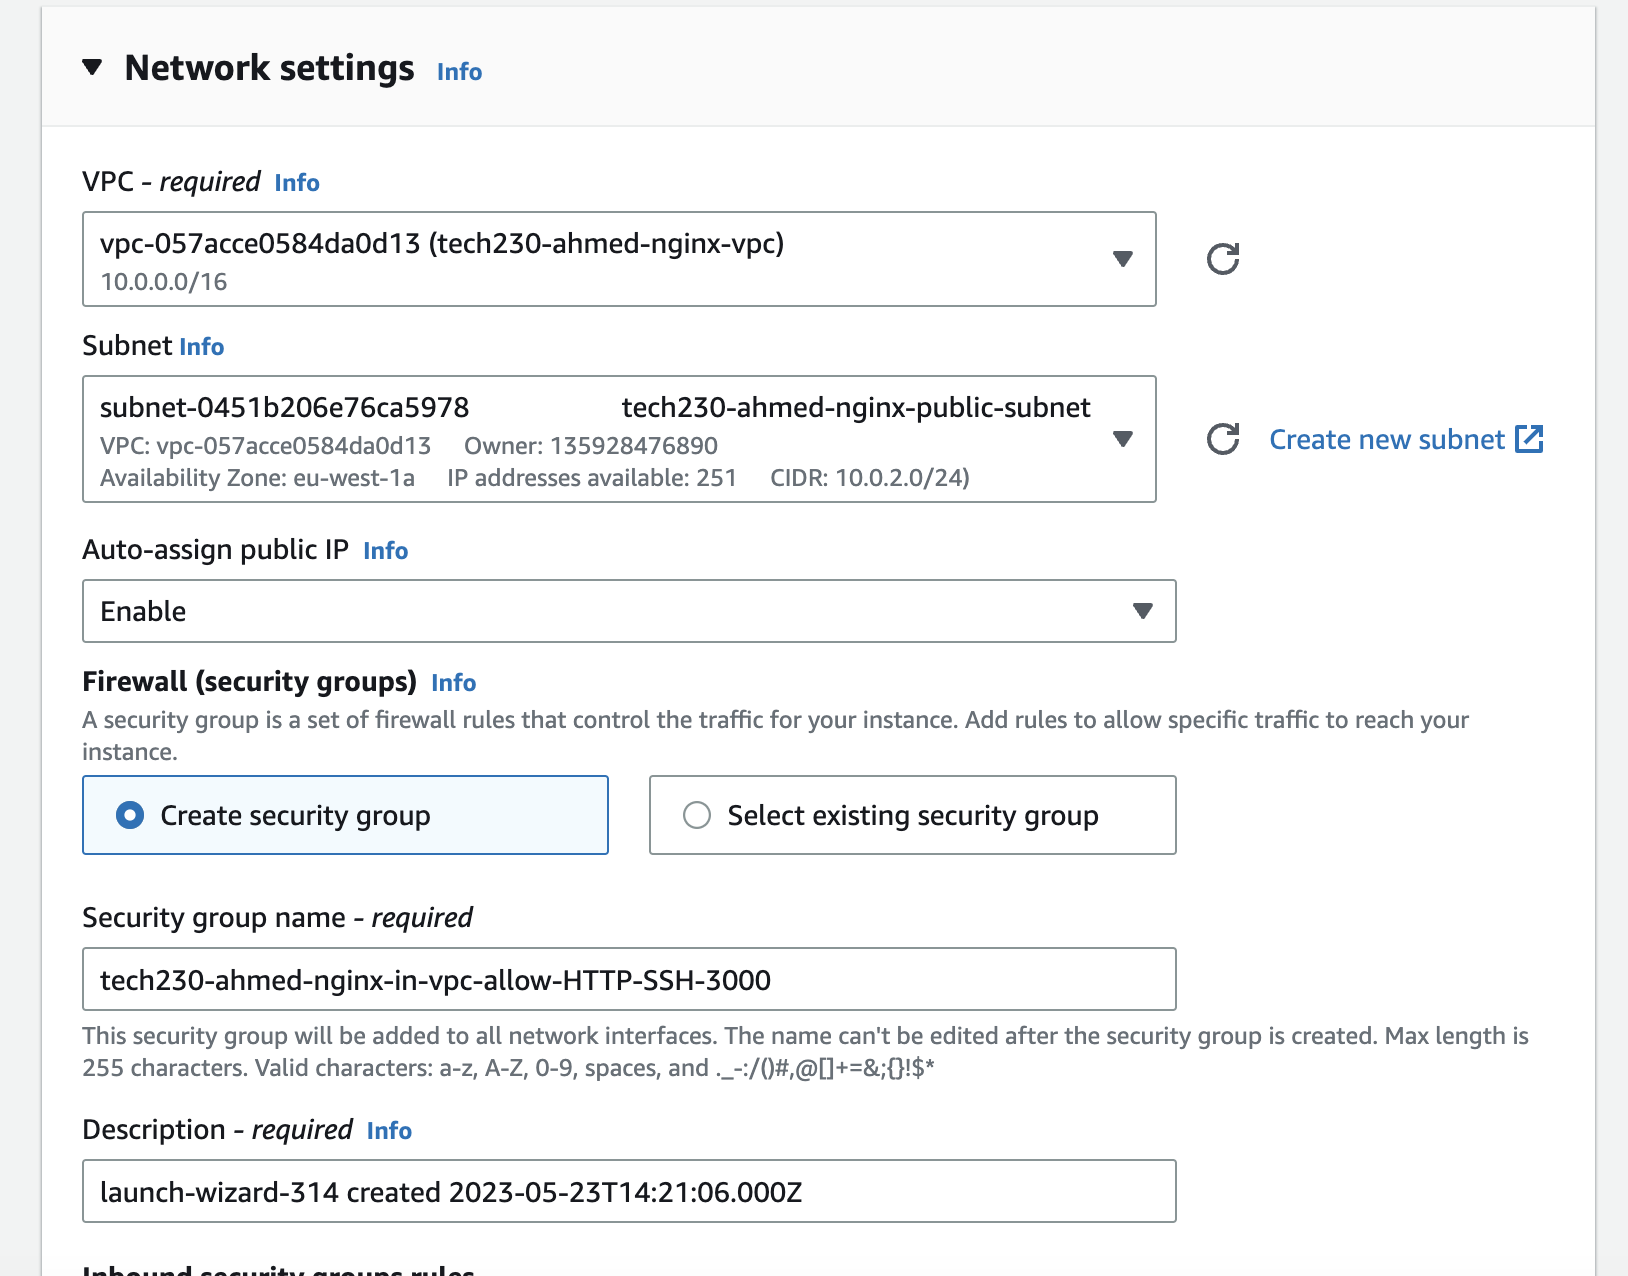 Network settings Info
VPC - required Info
vpc-057acce0584da0d13 (tech230-ahmed-nginx-vpc)
10.0.0.0/16
Subnet Info
subnet-0451b206e76ca5978 tech230-ahmed-nginx-public-subnet
VPC: vpc-057acce0584da0d13 Owner: 135928476890
Availability Zone: eu-west-1a IP addresses available: 251 CIDR: 10.0.2.0/24)
Create new subnet
Auto-assign public IP Info
Enable
Firewall (security groups) Info
A security group is a set of firewall rules that control the traffic for your instance. Add rules to allow specific traffic to reach your
instance.
Create security group
Select existing security group
Security group name - required
tech230-ahmed-nginx-in-vpc-allow-HTTP-SSH-3000
This security group will be added to all network interfaces. The name can't be edited after the security group is created. Max length is
255 characters. Valid characters: a-z, A-Z, 0-9, spaces, and ._-:/()#,@[]+=&;{}!$*
Description - required Info
launch-wizard-314 created 2023-05-23T14:21:06.000Z
Inbound security groups rules